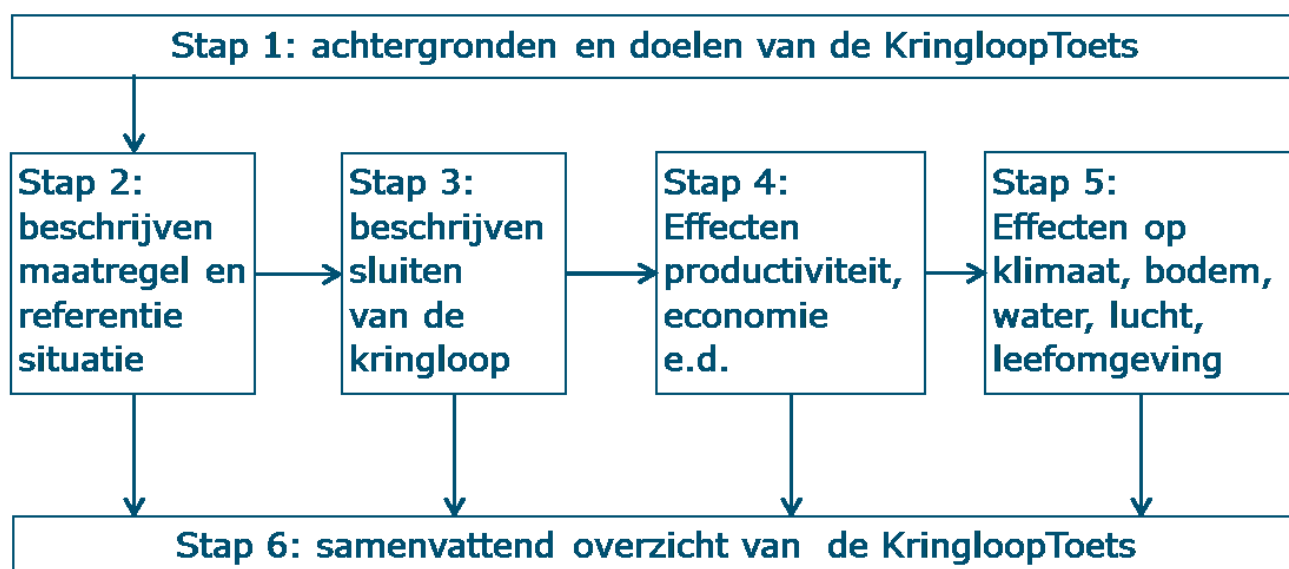 Stap 1: achtergronden en doelen van de KringloopToets
Stap 2:
beschrijven
maatregel en
referentie
situatie
Stap 3:
beschrijven
sluiten
van de
kringloop
Stap 4:
Effecten
productiviteit,
economie
e.d.
Stap 5:
Effecten op
klimaat, bodem,
water, lucht,
leefomgeving
Stap 6: samenvattend overzicht van de KringloopToets